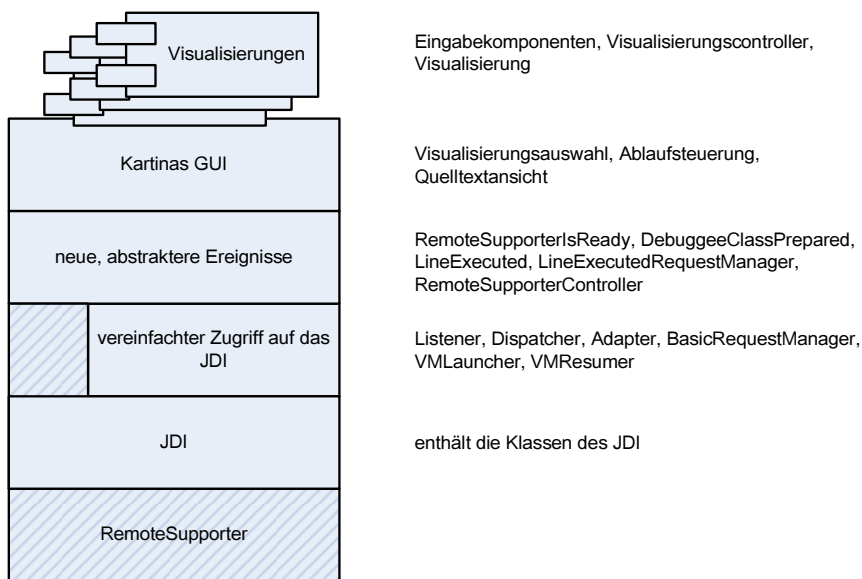 Visualisierungen
Eingabekomponenten, Visualisierungscontroller,
Visualisierung
Kartinas GUI
Visualisierungsauswahl, Ablaufsteuerung,
Quelltextansicht
neue, abstraktere Ereignisse
RemoteSupporterIsReady, DebuggeeClassPrepared,
LineExecuted, LineExecutedRequestManager,
RemoteSupporterController
vereinfachter Zugriff auf das
JDI
Listener, Dispatcher, Adapter, BasicRequestManager,
VMLauncher, VMResumer
JDI
enthält die Klassen des JDI
RemoteSupporter